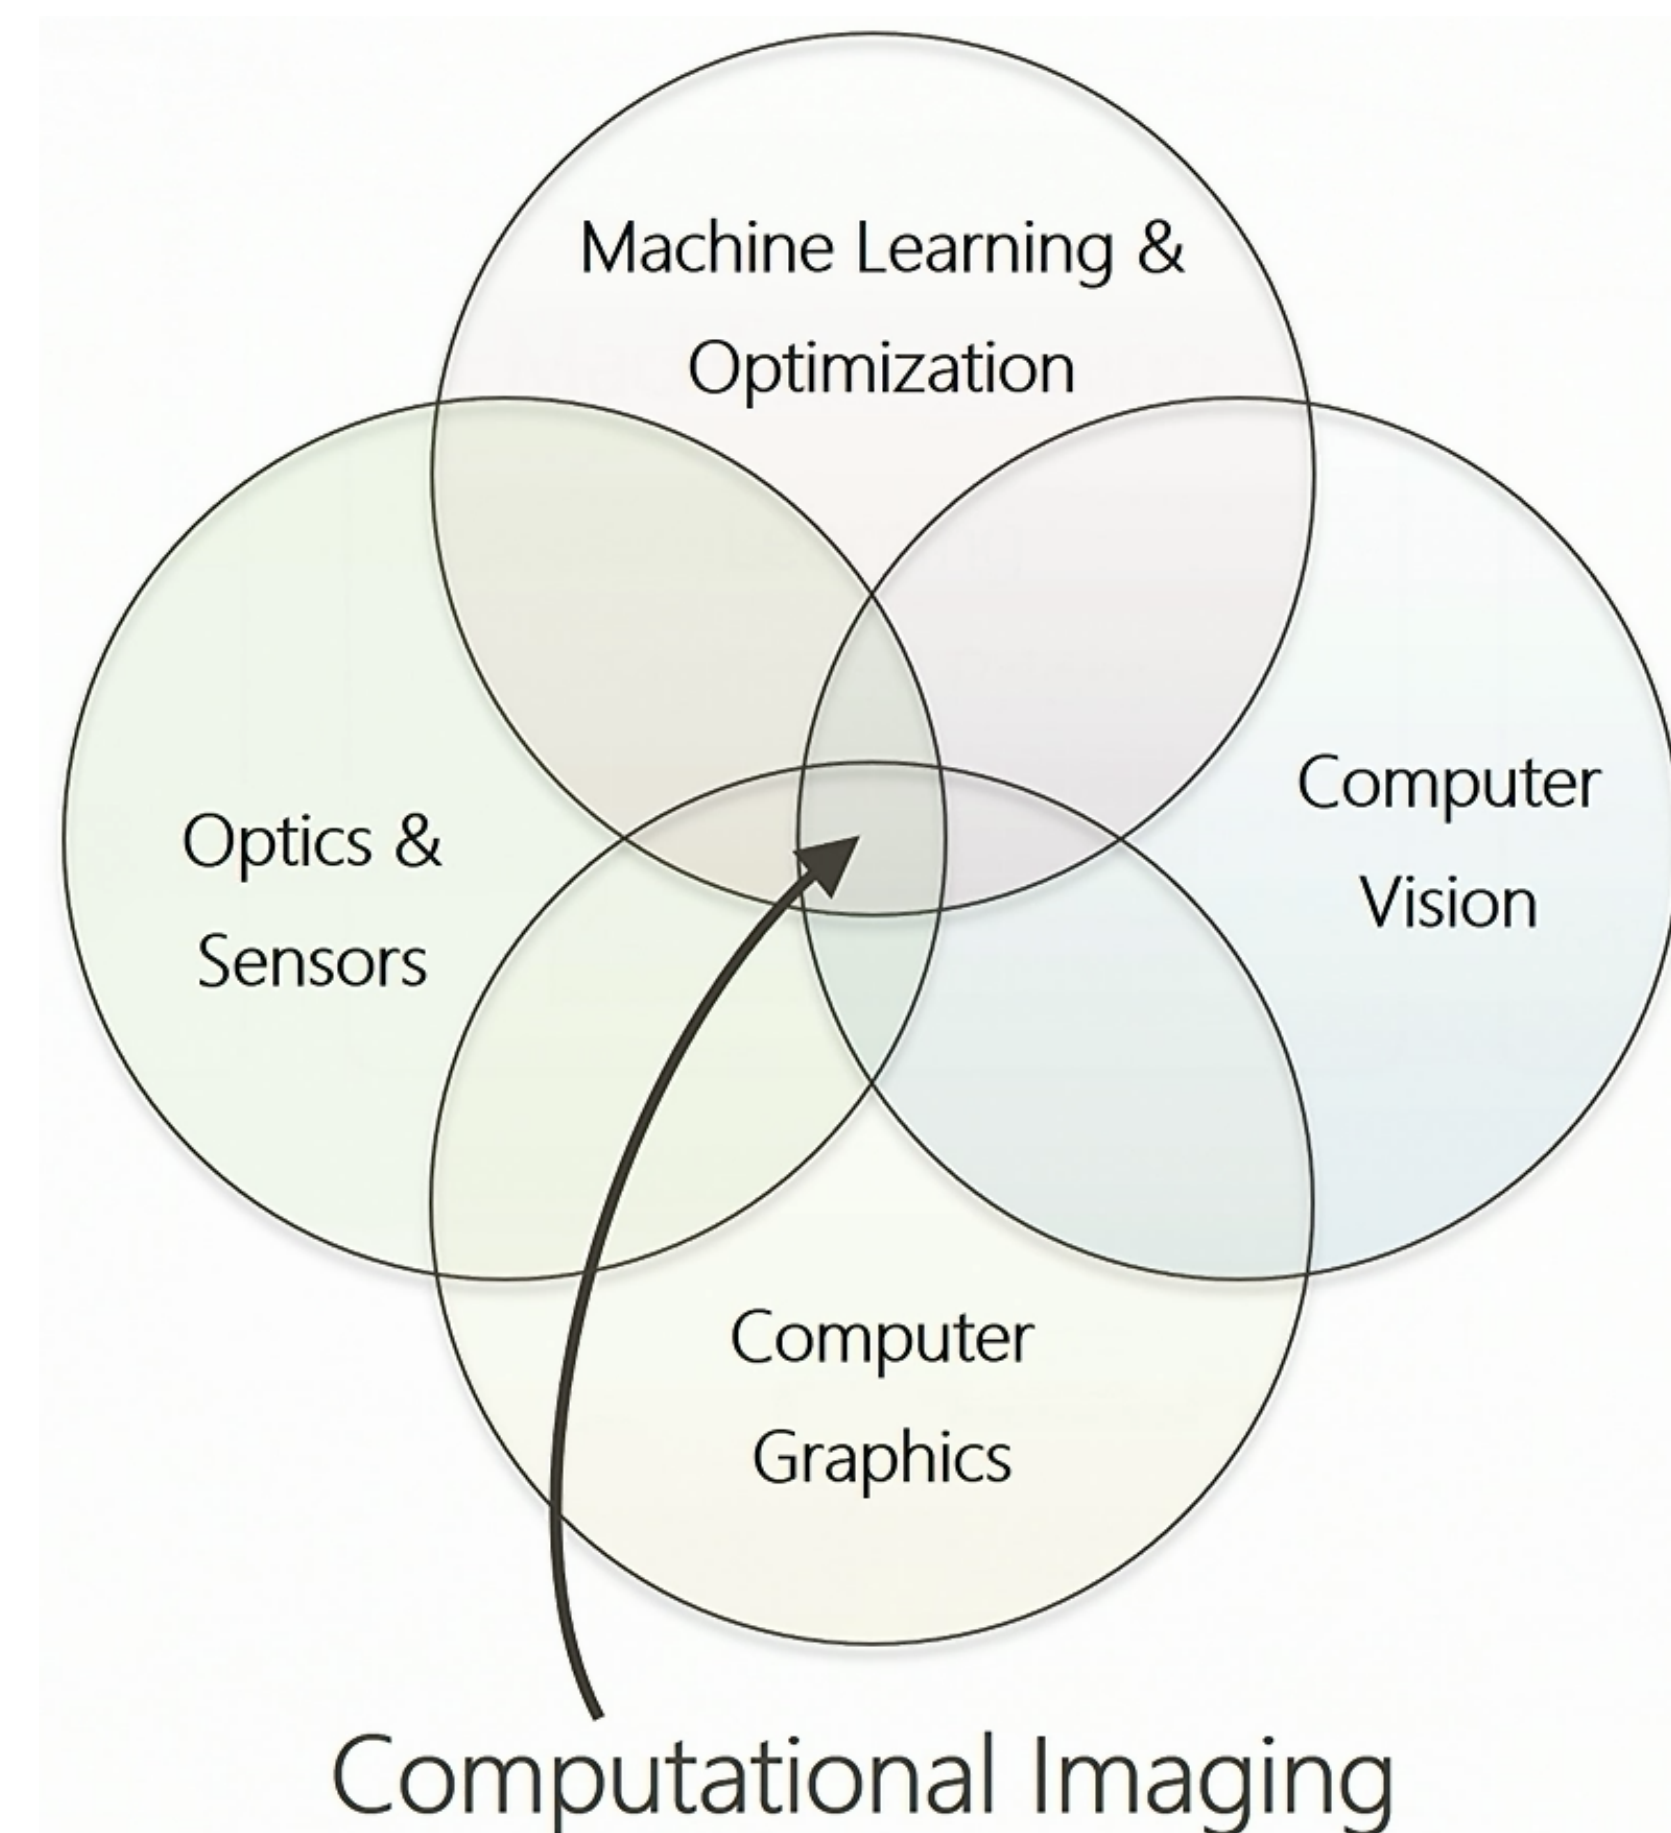 Machine Learning &
Optimization
Optics &
Sensors
Computer
Vision
Computer
Graphics
Computational Imaging